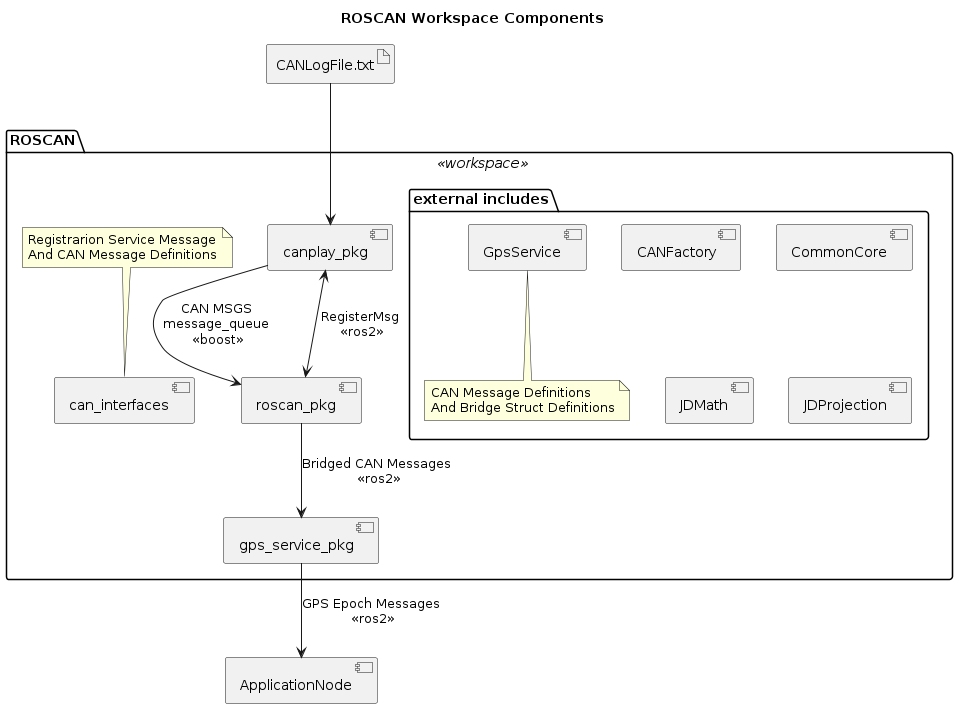 ROSCAN Workspace Components
CANLogFile.txt
ROSCAN
«workspace»
external includes
Registrarion Service Message
And CAN Message Definitions
canplay_pkg
GpsService
CANFactory
CommonCore
CAN MSGS
message_queue
«boost»
RegisterMsg
«ros2»
can_interfaces
roscan_pkg
CAN Message Definitions
And Bridge Struct Definitions
JDMath
JDProjection
Bridged CAN Messages
«ros2»
gps_service_pkg
GPS Epoch Messages
«ros2»
ApplicationNode